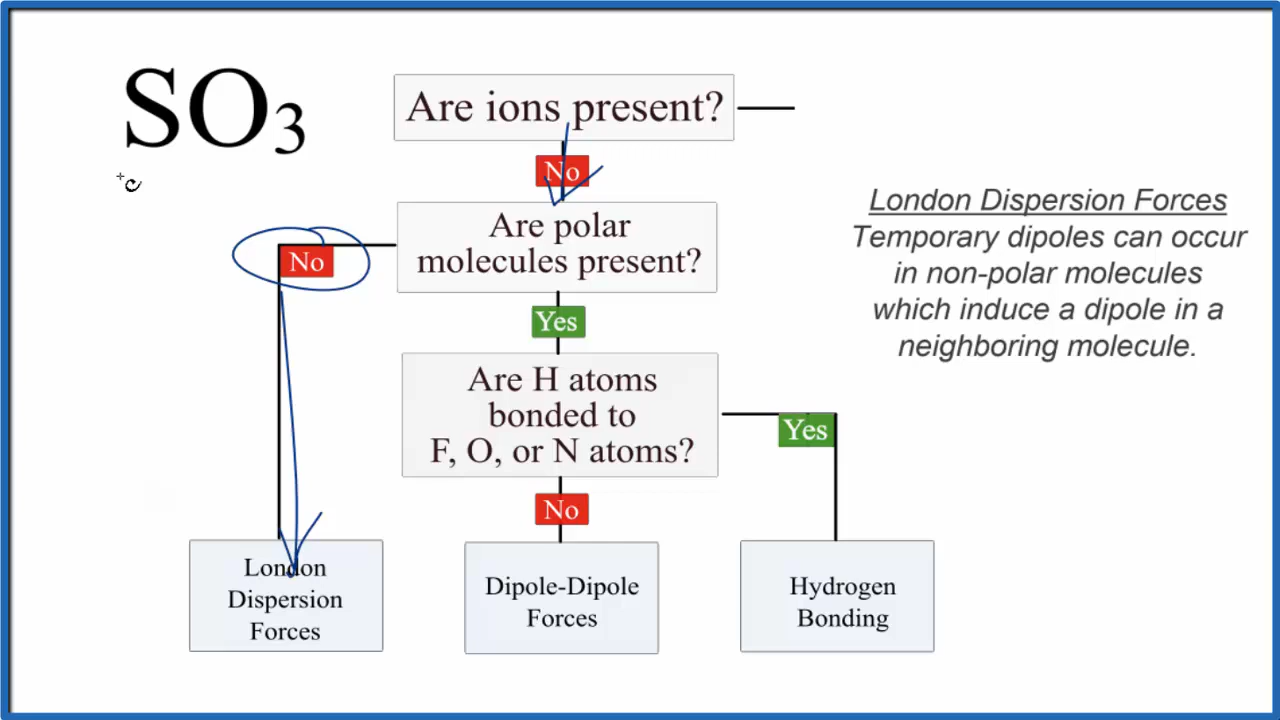 SO₃
Are ions present?
No
Are polar
molecules present?
No
Yes
Are H atoms
bonded to
F, O, or N atoms?
Yes
No
London
Dispersion
Forces
Dipole-Dipole
Forces
Hydrogen
Bonding
London Dispersion Forces
Temporary dipoles can occur
in non-polar molecules
which induce a dipole in a
neighboring molecule.